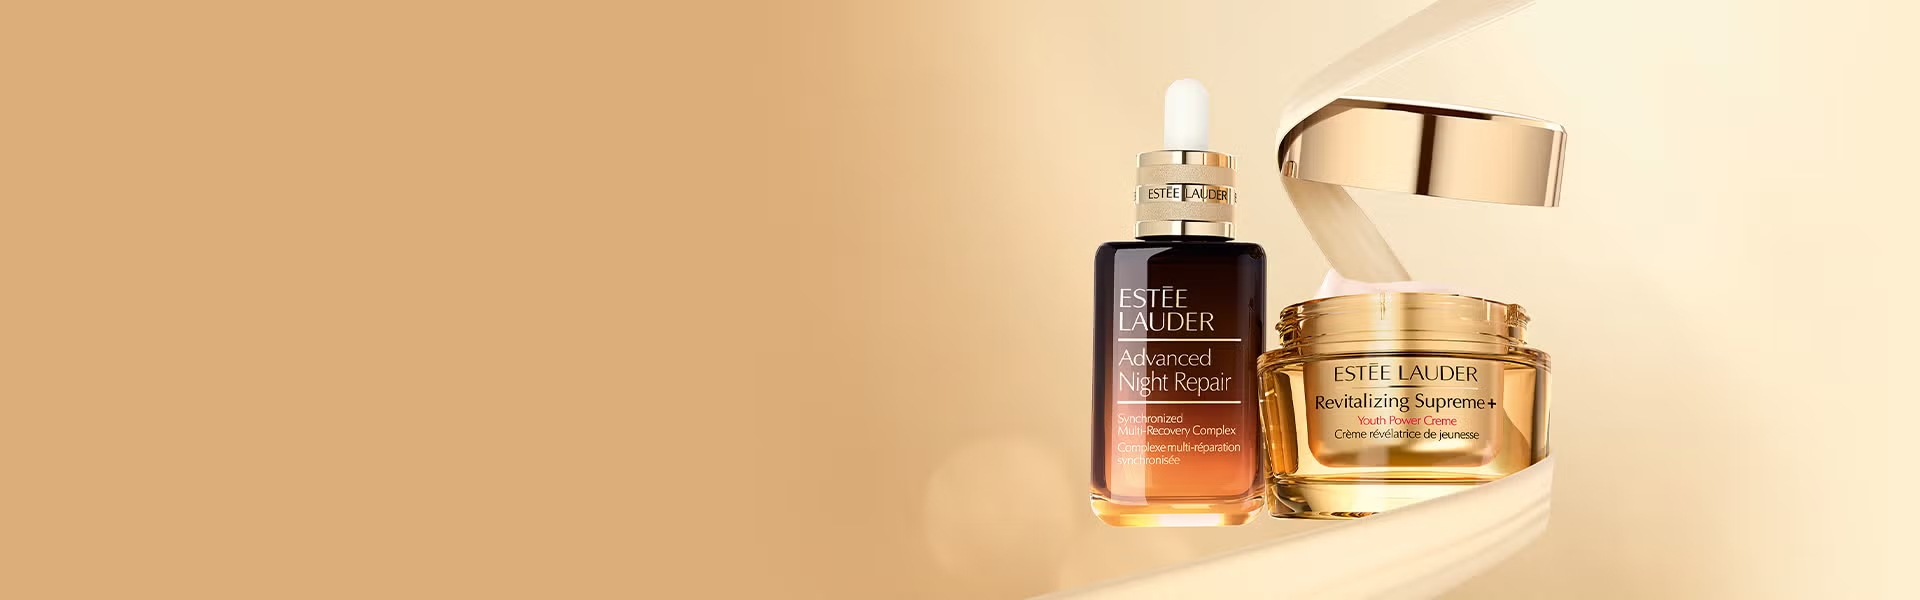 ESTĒE LAUDER
ESTĒE
LAUDER
Advanced
Night Repair
Synchronized
Multi-Recovery Complex
Complexe multi-réparation
synchronisée
ESTĒE LAUDER
Revitalizing Supreme+
Youth Power Creme
Crème révélatrice de jeunesse